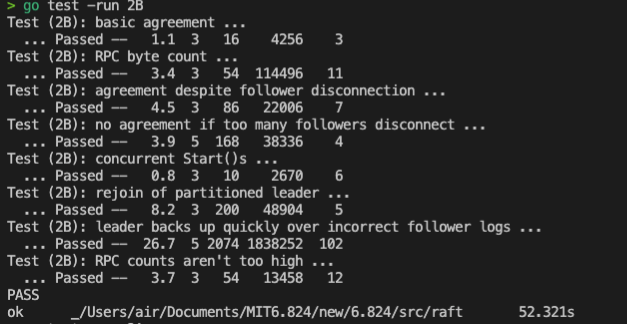 > go test -run 2B
Test (2B): basic agreement ...
... Passed -- 1.1 3 16 4256 3
Test (2B): RPC byte count ...
... Passed -- 3.4 3 54 114496 11
Test (2B): agreement despite follower disconnection ...
... Passed -- 4.5 3 86 22006 7
Test (2B): no agreement if too many followers disconnect ...
... Passed -- 3.9 5 168 38336 4
Test (2B): concurrent Start()s ...
... Passed -- 0.8 3 10 2670 6
Test (2B): rejoin of partitioned leader ...
... Passed -- 8.2 3 200 48904 5
Test (2B): leader backs up quickly over incorrect follower logs ...
... Passed -- 26.7 5 2074 1838252 102
Test (2B): RPC counts aren't too high ...
... Passed -- 3.7 3 54 13458 12
PASS
ok _/Users/air/Documents/MIT6.824/new/6.824/src/raft 52.321s